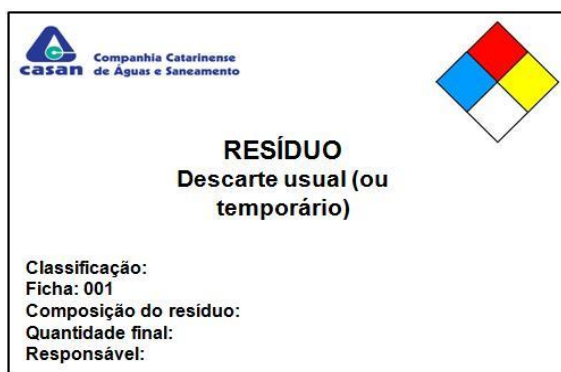 casan
Companhia Catarinense
de Águas e Saneamento
RESÍDUO
Descarte usual (ou
temporário)
Classificação:
Ficha: 001
Composição do resíduo:
Quantidade final:
Responsável: